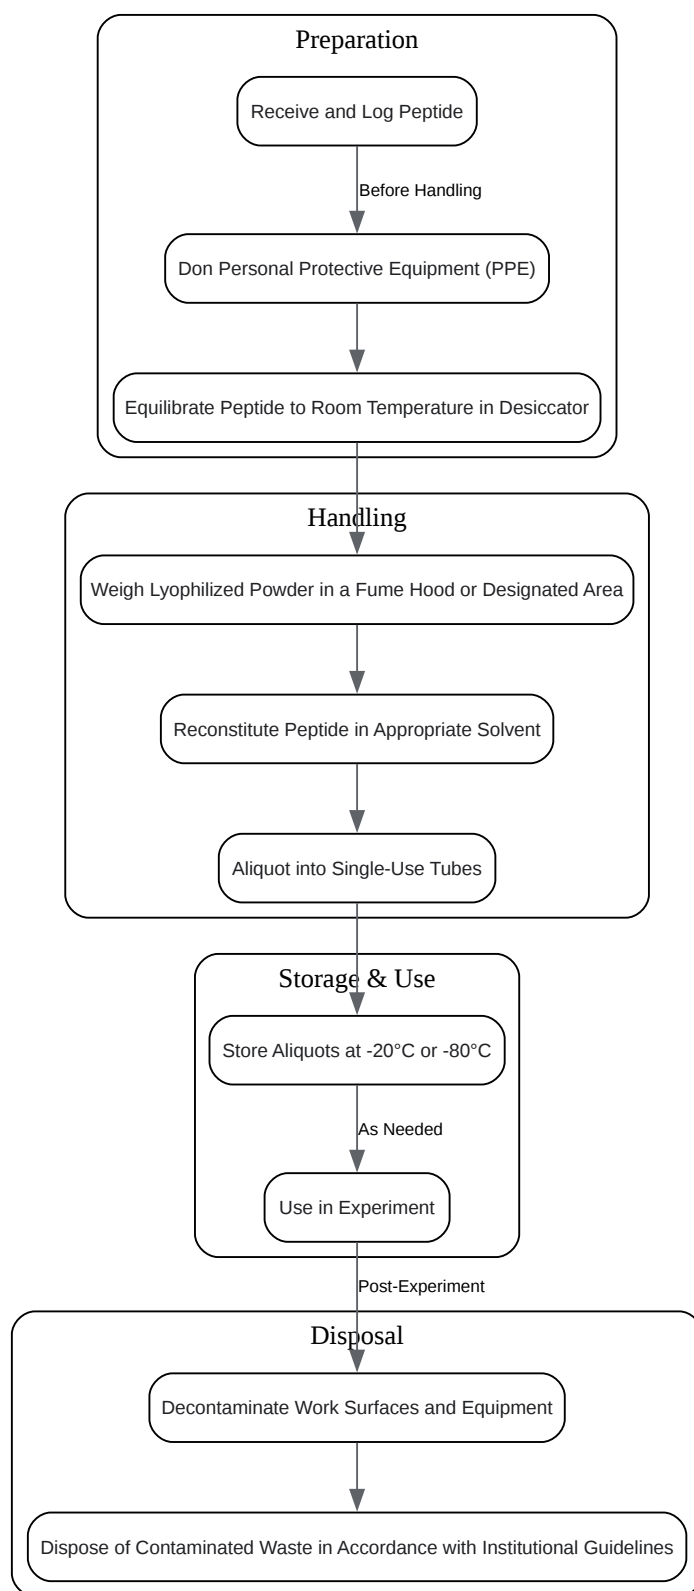 Preparation
Receive and Log Peptide
Before Handling
Don Personal Protective Equipment (PPE)
Equilibrate Peptide to Room Temperature in Desiccator
Handling
Weigh Lyophilized Powder in a Fume Hood or Designated Area
Reconstitute Peptide in Appropriate Solvent
Aliquot into Single-Use Tubes
Storage & Use
Store Aliquots at -20°C or -80°C
As Needed
Use in Experiment
Post-Experiment
Disposal
Decontaminate Work Surfaces and Equipment
Dispose of Contaminated Waste in Accordance with Institutional Guidelines